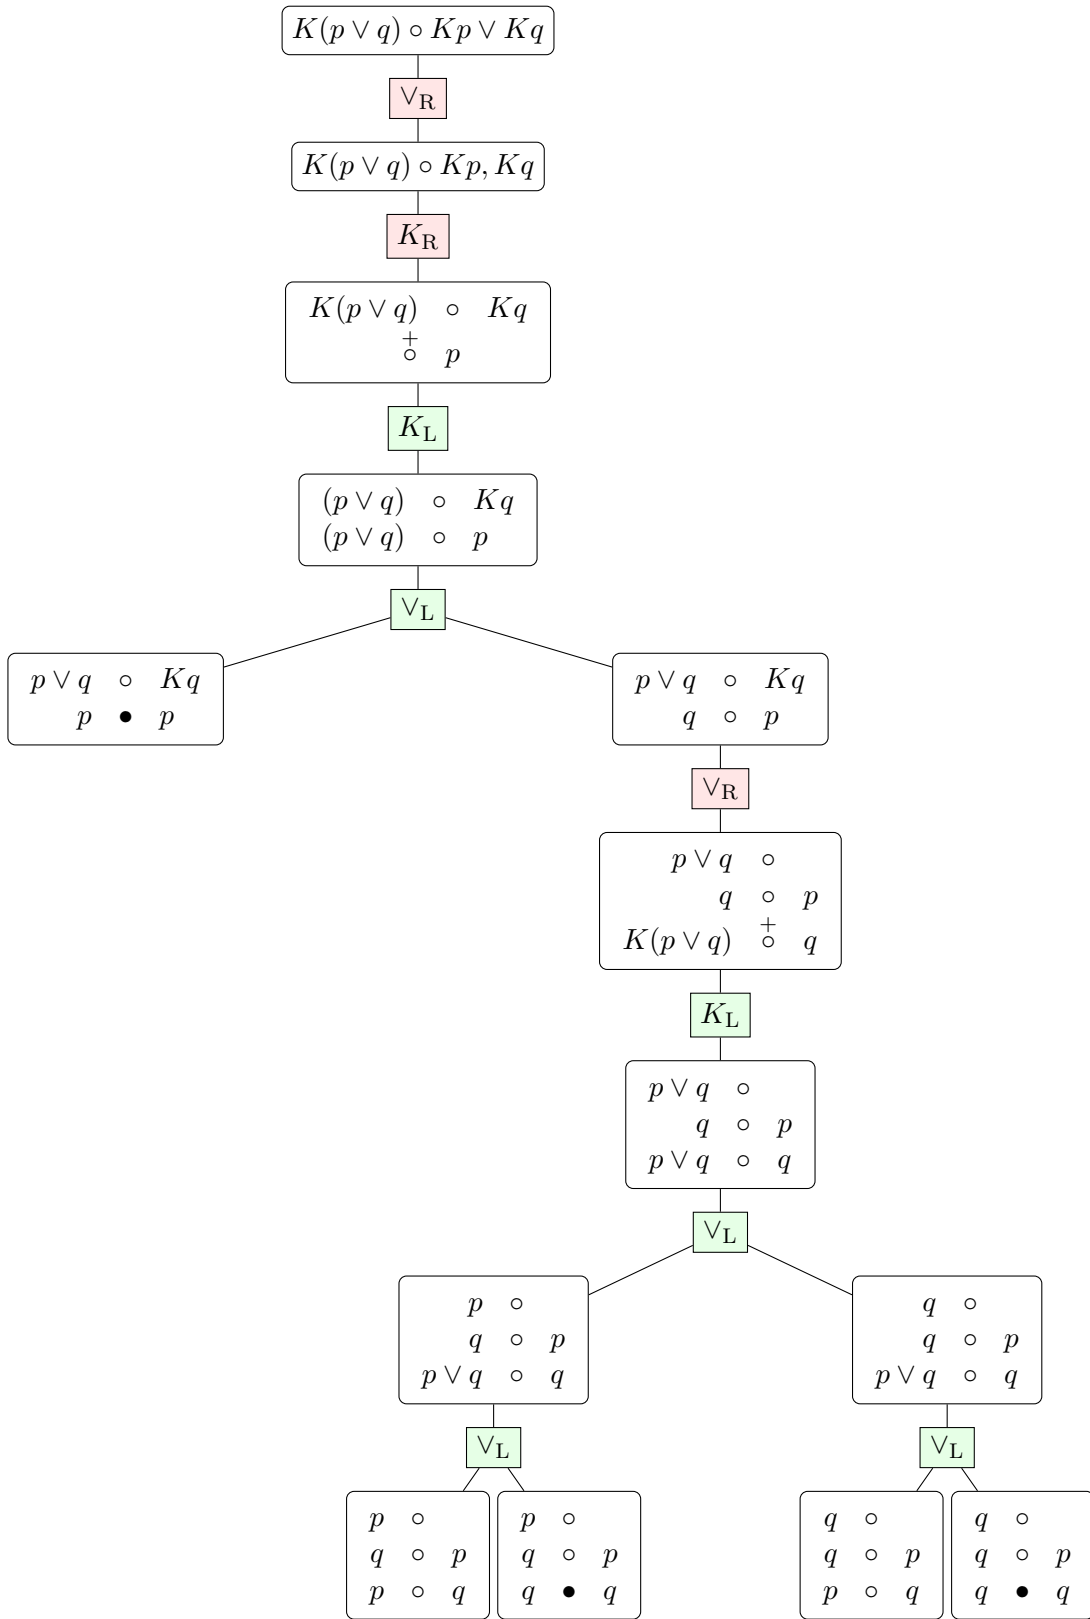 K(p ∨ q) ∘ Kp ∨ Kq
∨R
K(p ∨ q) ∘ Kp, Kq
KR
K(p ∨ q) ∘ Kq
+∘ p
KL
(p ∨ q) ∘ Kq
(p ∨ q) ∘ p
∨L
p ∨ q ∘ Kq
p • p
p ∨ q ∘ Kq
q ∘ p
∨R
p ∨ q ∘
q ∘ p
K(p ∨ q) +∘ q
KL
p ∨ q ∘
q ∘ p
p ∨ q ∘ q
∨L
p ∘
q ∘ p
p ∨ q ∘ q
q ∘
q ∘ p
p ∨ q ∘ q
∨L
∨L
p ∘
q ∘ p
p ∘ q
p ∘
q ∘ p
q • q
q ∘
q ∘ p
p ∘ q
q ∘
q ∘ p
q • q